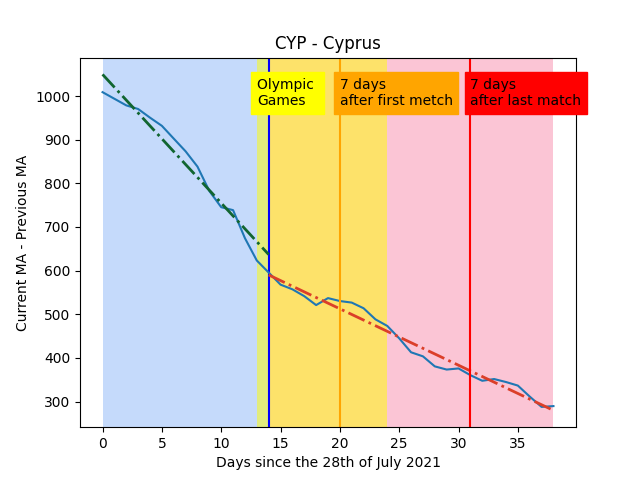 CYP - Cyprus
Olympic
Games
7 days
after first metch
7 days
after last match
Current MA - Previous MA
1000
900
800
700
600
500
400
300
0 5 10 15 20 25 30 35
Days since the 28th of July 2021